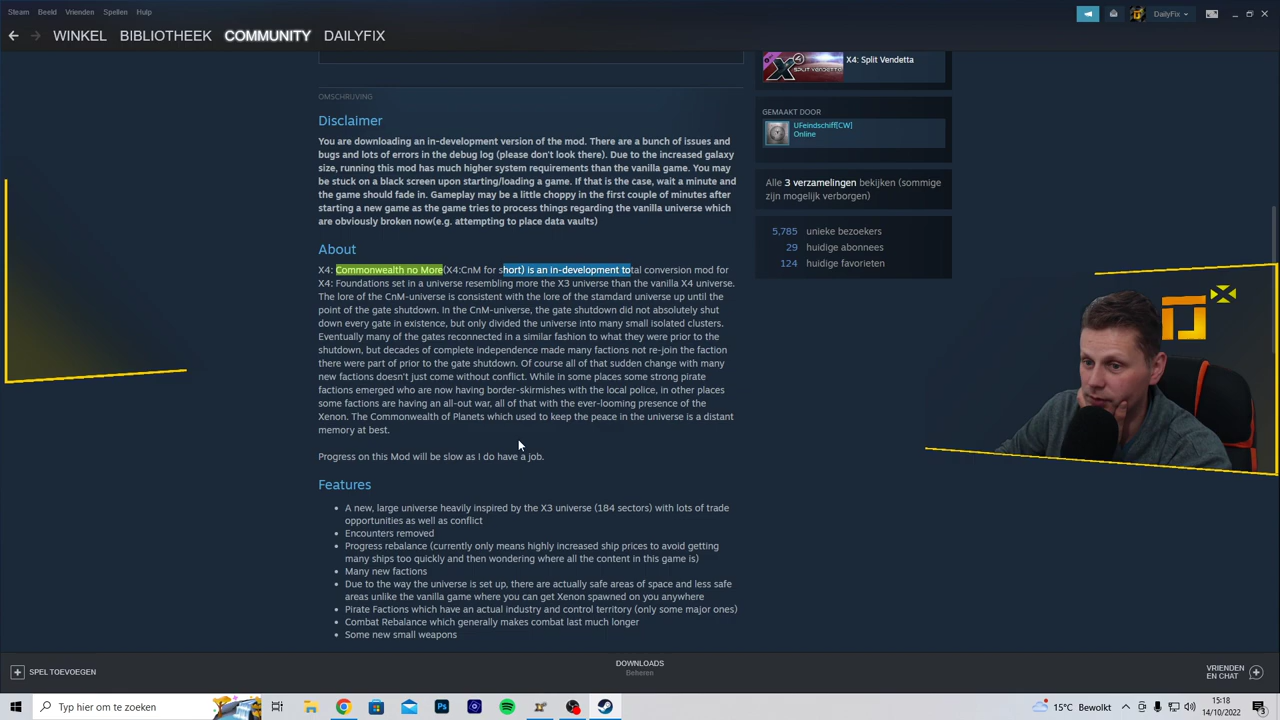 Steam Beeld Vrienden Spellen Hulp
DailyFix
WINKEL BIBLIOTHEEK COMMUNITY DAILYFIX
X4: Split Vendetta
OMSCHRIJVING
Disclaimer
You are downloading an in-development version of the mod. There are a bunch of issues and
bugs and lots of errors in the debug log (please don't look there). Due to the increased galaxy
size, running this mod has much higher system requirements than the vanilla game. You may
be stuck on a black screen upon starting/loading a game. If that is the case, wait a minute and
the game should fade in. Gameplay may be a little choppy in the first couple of minutes after
starting a new game as the game tries to process things regarding the vanilla universe which
are obviously broken now(e.g. attempting to place data vaults)
About
X4: Commonwealth no More(X4:CnM for short) is an in-development total conversion mod for
X4: Foundations set in a universe resembling more the X3 universe than the vanilla X4 universe.
The lore of the CnM-universe is consistent with the lore of the stamdard universe up until the
point of the gate shutdown. In the CnM-universe, the gate shutdown did not absolutely shut
down every gate in existence, but only divided the universe into many small isolated clusters.
Eventually many of the gates reconnected in a similar fashion to what they were prior to the
shutdown, but decades of complete independence made many factions not re-join the faction
there were part of prior to the gate shutdown. Of course all of that sudden change with many
new factions doesn't just come without conflict. While in some places some strong pirate
factions emerged who are now having border-skirmishes with the local police, in other places
some factions are having an all-out war, all of that with the ever-looming presence of the
Xenon. The Commonwealth of Planets which used to keep the peace in the universe is a distant
memory at best.
Progress on this Mod will be slow as I do have a job.
Features
• A new, large universe heavily inspired by the X3 universe (184 sectors) with lots of trade
opportunities as well as conflict
• Encounters removed
• Progress rebalance (currently only means highly increased ship prices to avoid getting
many ships too quickly and then wondering where all the content in this game is)
• Many new factions
• Due to the way the universe is set up, there are actually safe areas of space and less safe
areas unlike the vanilla game where you can get Xenon spawned on you anywhere
• Pirate Factions which have an actual industry and control territory (only some major ones)
• Combat Rebalance which generally makes combat last much longer
• Some new small weapons
GEMAAKT DOOR
UFeindschiff[CW]
Online
Alle 3 verzamelingen bekijken (sommige
zijn mogelijk verborgen)
5,785 unieke bezoekers
29 huidige abonnees
124 huidige favorieten
SPEL TOEVOEGEN
DOWNLOADS
Beheren
VRIENDEN
EN CHAT
Typ hier om te zoeken
15°C Bewolkt
15:18
14/10/2022